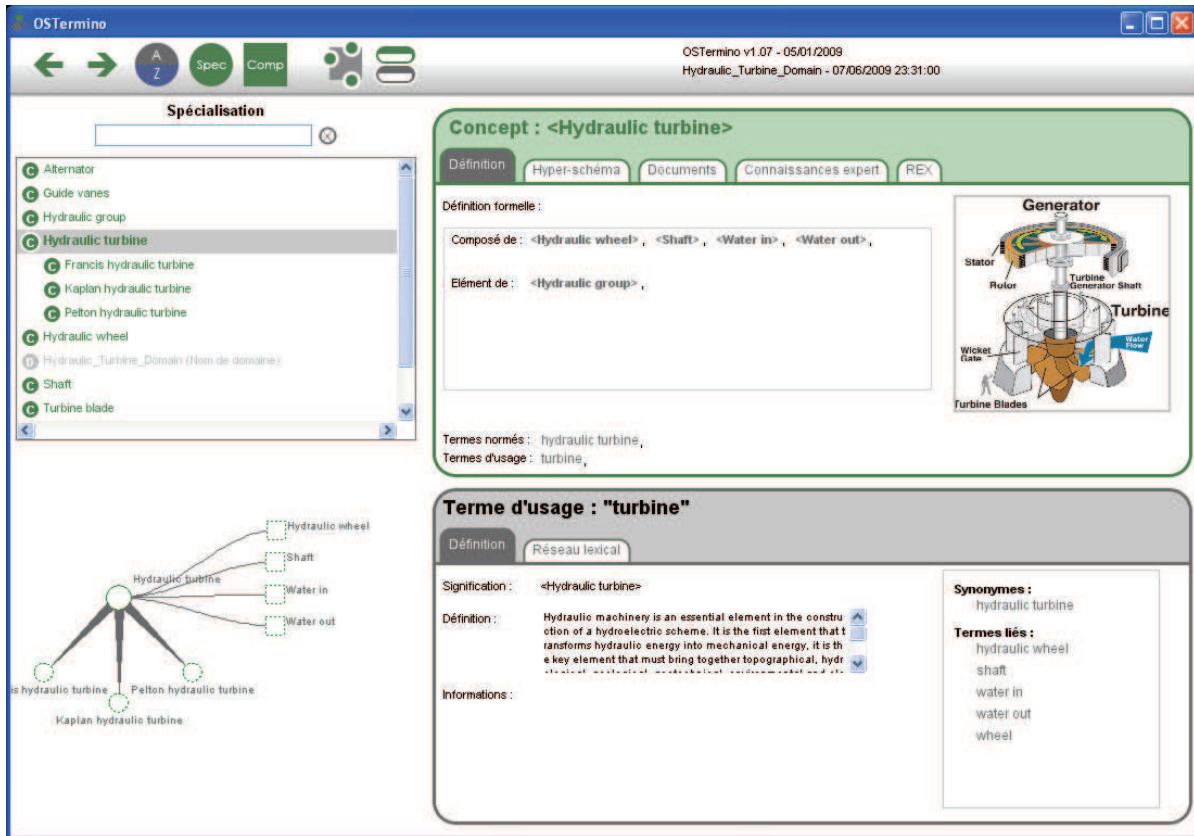 OSTermino
A
Z
Spec
Comp
OSTermino v1.07 - 05/01/2009
Hydraulic_Turbine_Domain - 07/06/2009 23:31:00
Spécialisation
C Alternator
C Guide vanes
C Hydraulic group
C Hydraulic turbine
C Francis hydraulic turbine
C Kaplan hydraulic turbine
C Pelton hydraulic turbine
C Hydraulic wheel
D Hydraulic_Turbine_Domain (Nom de domaine)
C Shaft
C Turbine blade
Hydraulic wheel
Shaft
Hydraulic turbine
Water in
Water out
is hydraulic turbine
Pelton hydraulic turbine
Kaplan hydraulic turbine
Concept : <Hydraulic turbine>
Définition
Hyper-schéma
Documents
Connaissances expert
REX
Définition formelle :
Composé de : <Hydraulic wheel> , <Shaft> , <Water in> , <Water out> ,
Elément de : <Hydraulic group> ,
Generator
Stator
Rotor
Turbine
Generator Shaft
Turbine
Water
Flow
Wicket
Gate
Turbine Blades
Termes normés : hydraulic turbine ,
Termes d'usage : turbine ,
Terme d'usage : "turbine"
Définition
Réseau lexical
Signification : <Hydraulic turbine>
Définition : Hydraulic machinery is an essential element in the constru
ction of a hydroelectric scheme. It is the first element that t
ransforms hydraulic energy into mechanical energy, it is th
e key element that must bring together topographical, hydr
Informations :
Synonymes :
hydraulic turbine
Termes liés :
hydraulic wheel
shaft
water in
water out
wheel